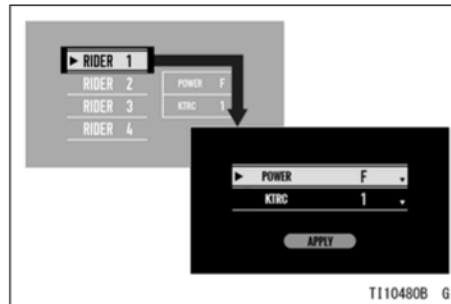 ▶ RIDER 1
RIDER 2
RIDER 3
RIDER 4
POWER F
KTRC 1
▶ POWER F
KTRC 1
APPLY
TI10480B G